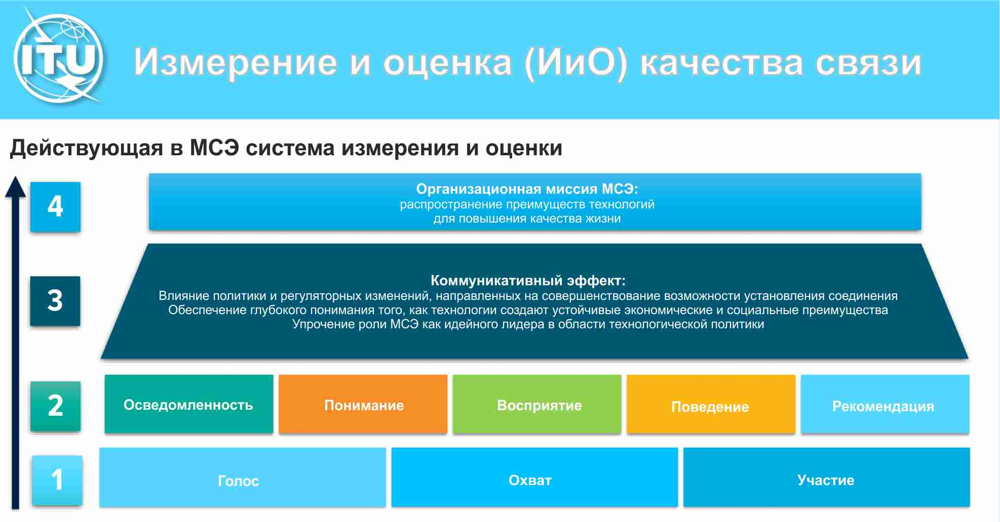 ITU
Измерение и оценка (ИиО) качества связи
Действующая в МСЭ система измерения и оценки
4
Организационная миссия МСЭ:
распространение преимуществ технологий
для повышения качества жизни
3
Коммуникативный эффект:
Влияние политики и регуляторных изменений, направленных на совершенствование возможности установления соединения
Обеспечение глубокого понимания того, как технологии создают устойчивые экономические и социальные преимущества
Упрочение роли МСЭ как идейного лидера в области технологической политики
2
Осведомленность
Понимание
Восприятие
Поведение
Рекомендация
1
Голос
Охват
Участие